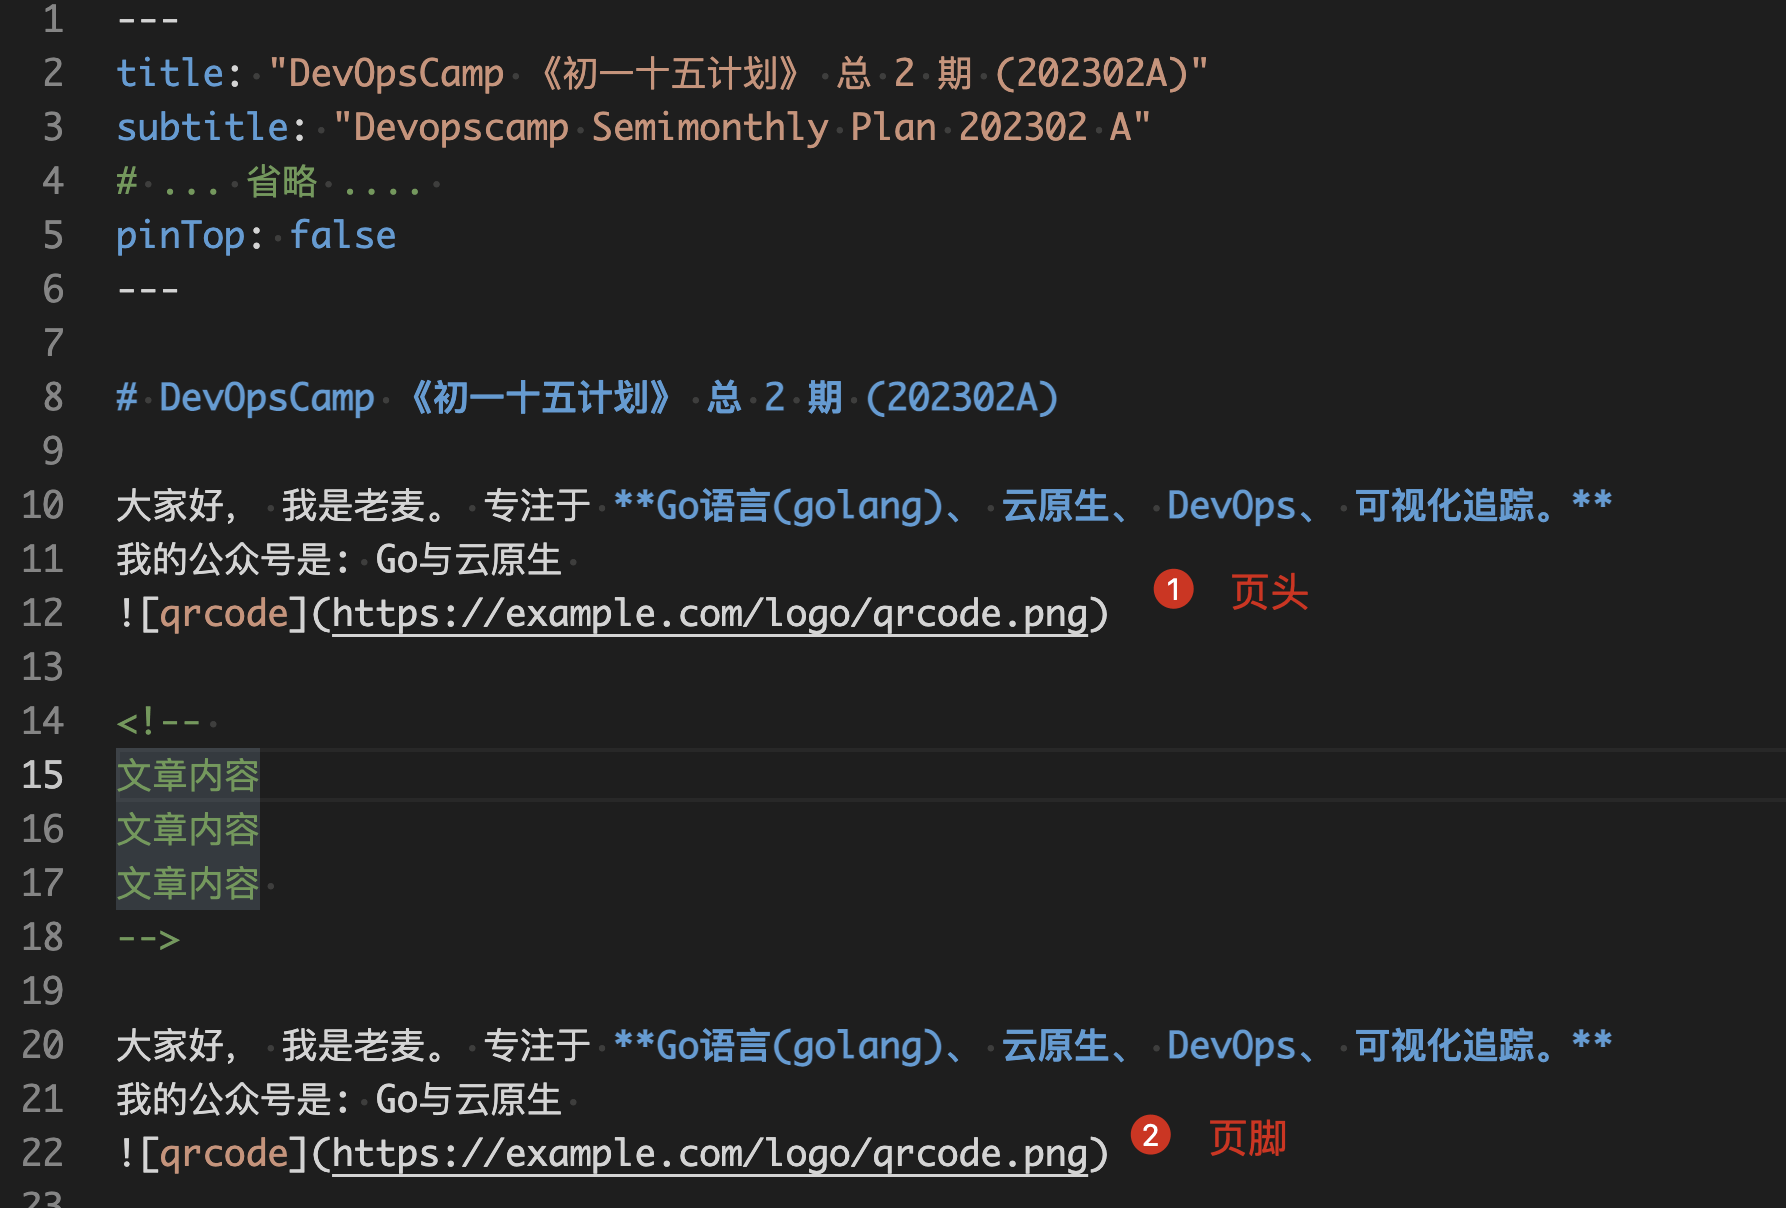 1 ---
2 title: "DevOpsCamp 《初一十五计划》 总 2 期 (202302A)"
3 subtitle: "Devopscamp Semimonthly Plan 202302 A"
4 # ... 省略 ....
5 pinTop: false
6 ---
7
8 # DevOpsCamp 《初一十五计划》 总 2 期 (202302A)
9
10 大家好， 我是老麦。 专注于 **Go语言(golang)、 云原生、 DevOps、 可视化追踪。**
11 我的公众号是: Go与云原生
12 ![qrcode](https://example.com/logo/qrcode.png)
1 页头
13
14 <!--
15 文章内容
16 文章内容
17 文章内容
18 -->
19
20 大家好， 我是老麦。 专注于 **Go语言(golang)、 云原生、 DevOps、 可视化追踪。**
21 我的公众号是: Go与云原生
22 ![qrcode](https://example.com/logo/qrcode.png)
2 页脚
23